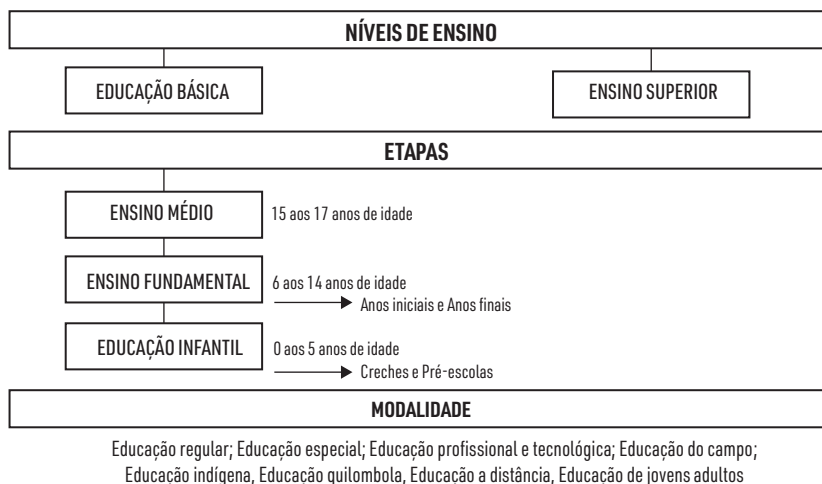 NÍVEIS DE ENSINO
EDUCAÇÃO BÁSICA
ENSINO SUPERIOR
ETAPAS
ENSINO MÉDIO
15 aos 17 anos de idade
ENSINO FUNDAMENTAL
6 aos 14 anos de idade
Anos iniciais e Anos finais
EDUCAÇÃO INFANTIL
0 aos 5 anos de idade
Creches e Pré-escolas
MODALIDADE
Educação regular; Educação especial; Educação profissional e tecnológica; Educação do campo;
Educação indígena, Educação quilombola, Educação a distância, Educação de jovens adultos